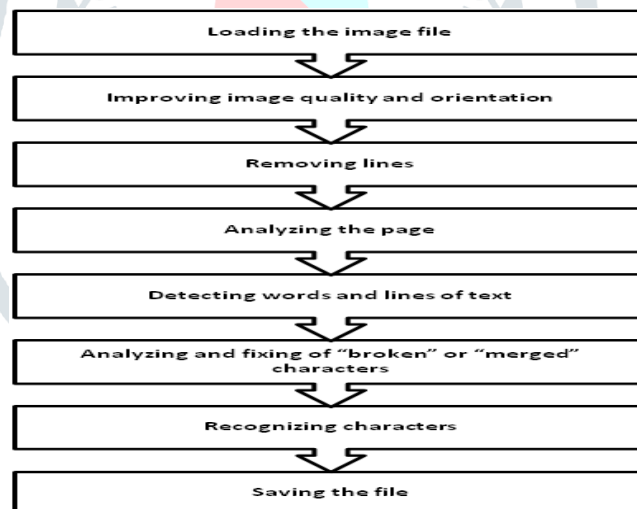 Loading the image file
Improving image quality and orientation
Removing lines
Analyzing the page
Detecting words and lines of text
Analyzing and fixing of “broken” or “merged”
characters
Recognizing characters
Saving the file